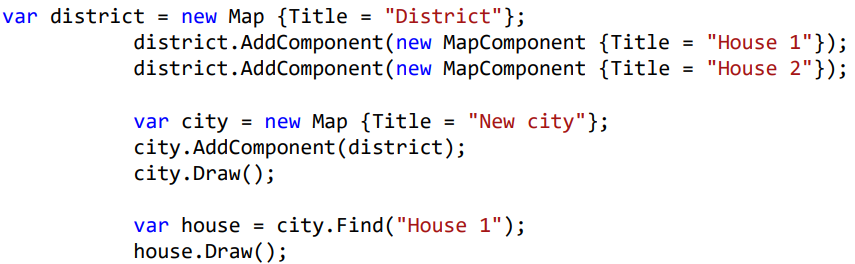 var district = new Map {Title = "District"};
district.AddComponent(new MapComponent {Title = "House 1"});
district.AddComponent(new MapComponent {Title = "House 2"});
var city = new Map {Title = "New city"};
city.AddComponent(district);
city.Draw();
var house = city.Find("House 1");
house.Draw();